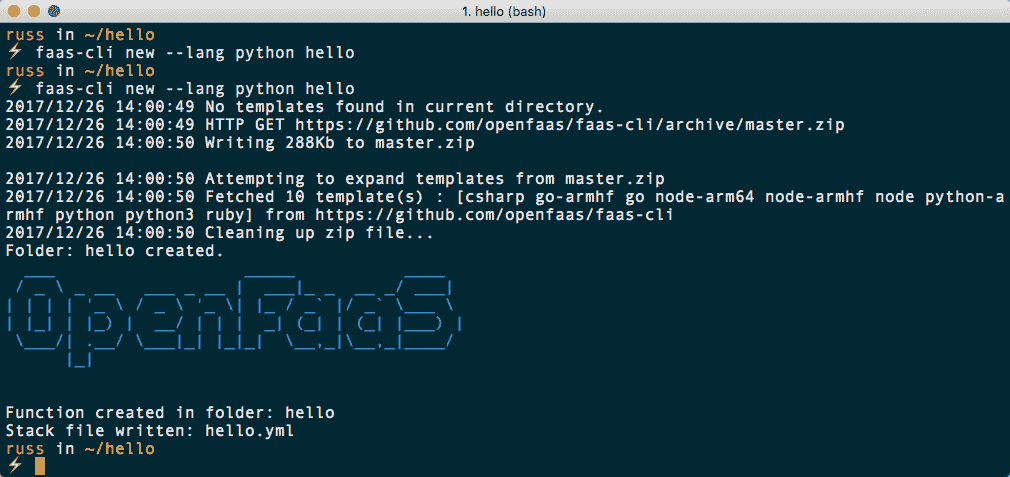 1. hello (bash)
russ in ~/hello
⚡ faas-cli new --lang python hello
russ in ~/hello
⚡ faas-cli new --lang python hello
2017/12/26 14:00:49 No templates found in current directory.
2017/12/26 14:00:49 HTTP GET https://github.com/openfaas/faas-cli/archive/master.zip
2017/12/26 14:00:50 Writing 288Kb to master.zip
2017/12/26 14:00:50 Attempting to expand templates from master.zip
2017/12/26 14:00:50 Fetched 10 template(s) : [csharp go-armhf go node-arm64 node-armhf node python-a
rmhf python python3 ruby] from https://github.com/openfaas/faas-cli
2017/12/26 14:00:50 Cleaning up zip file...
Folder: hello created.
OpenFaaS
Function created in folder: hello
Stack file written: hello.yml
russ in ~/hello
⚡